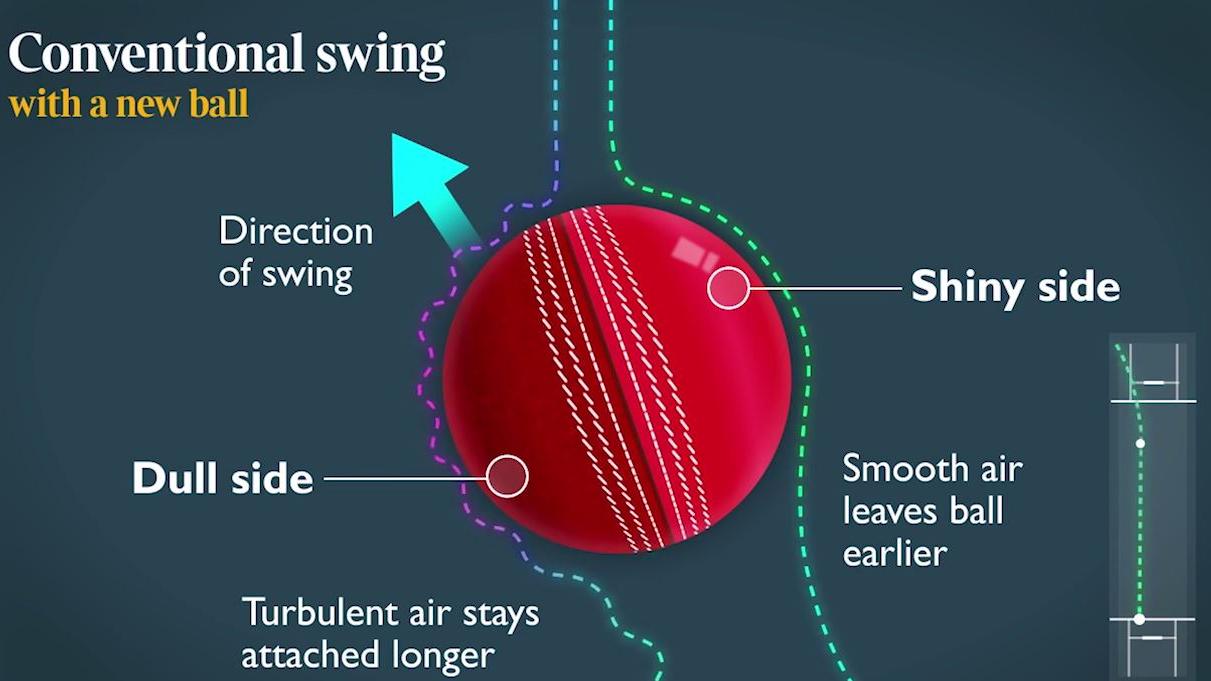 Conventional swing
with a new ball
Direction
of swing
Shiny side
Dull side
Smooth air
leaves ball
earlier
Turbulent air stays
attached longer